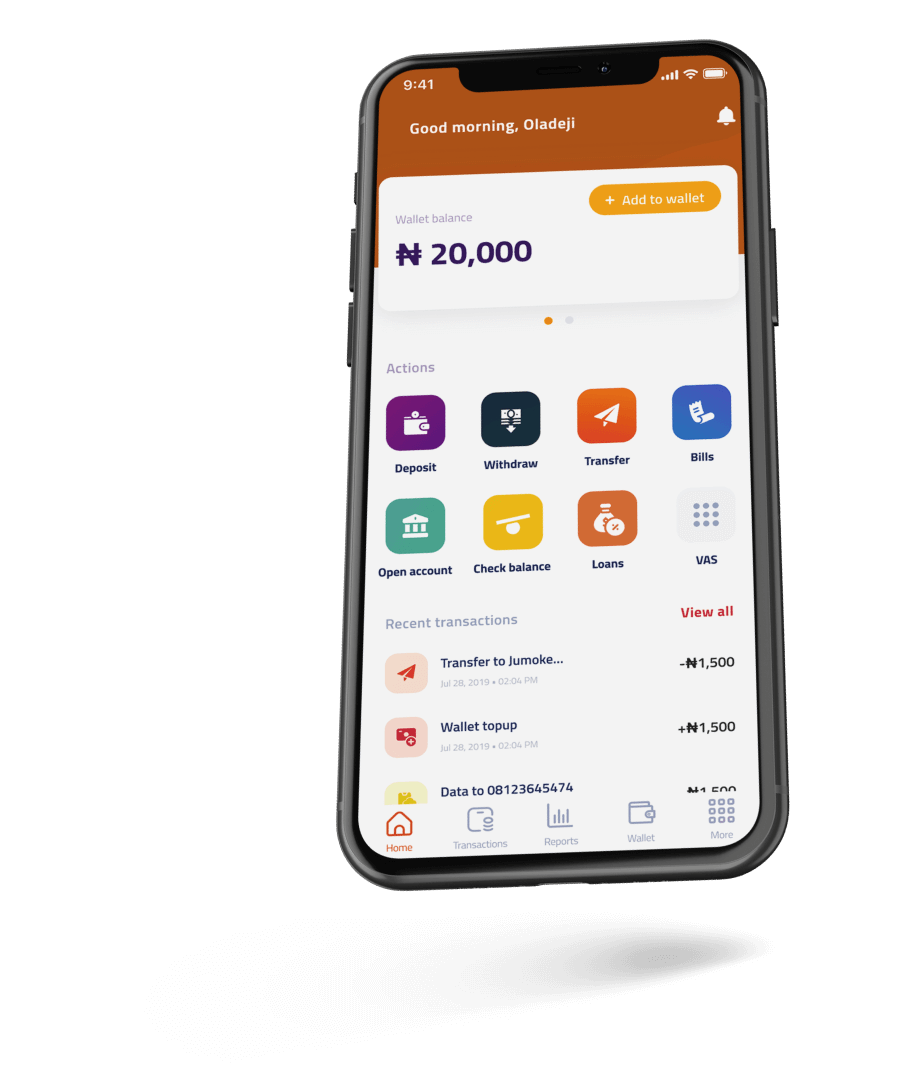 9:41
Good morning, Oladeji
+ Add to wallet
Wallet balance
₦ 20,000
Actions
Deposit
Withdraw
Transfer
Bills
Open account
Check balance
Loans
VAS
Recent transactions
View all
Transfer to Jumoke...
-₦1,500
Jul 28, 2019 • 02:04 PM
Wallet topup
+₦1,500
Jul 28, 2019 • 02:04 PM
Data to 08123645474
₦1,500
Home
Transactions
Reports
Wallet
More